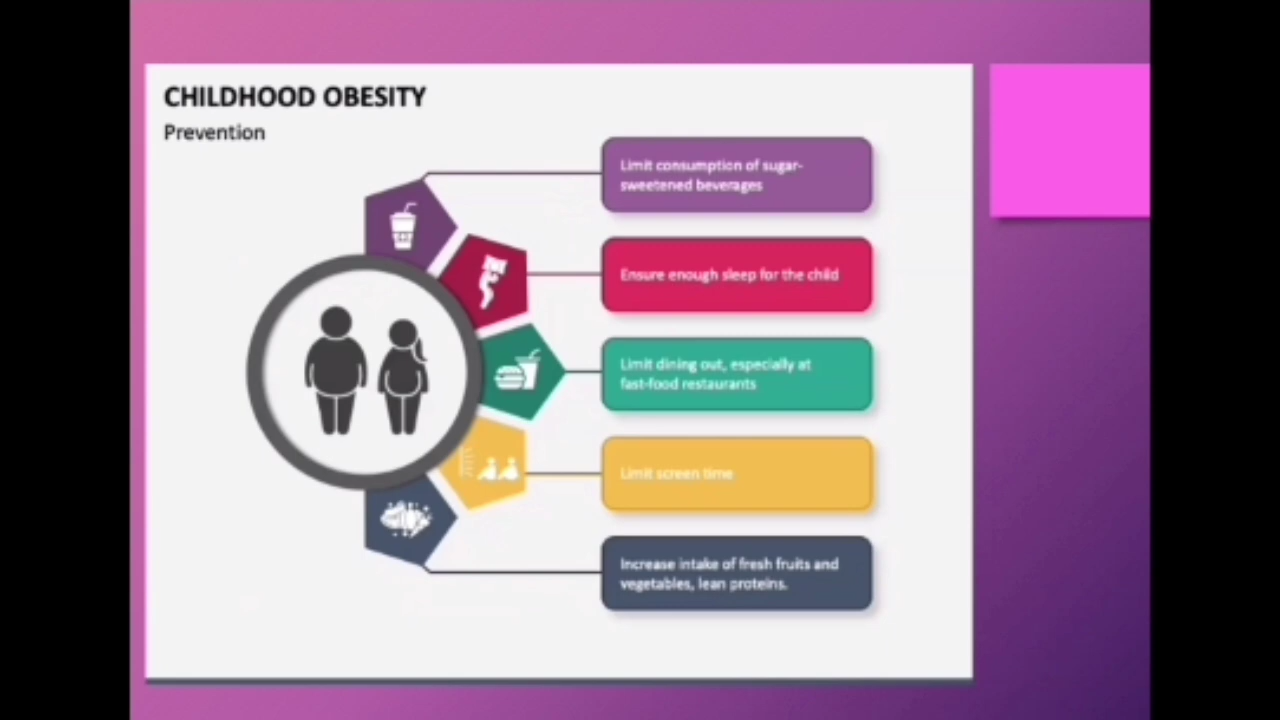 CHILDHOOD OBESITY
Prevention
Limit consumption of sugar-
sweetened beverages
Ensure enough sleep for the child
Limit dining out, especially at
fast-food restaurants
Limit screen time
Increase intake of fresh fruits and
vegetables, lean proteins.